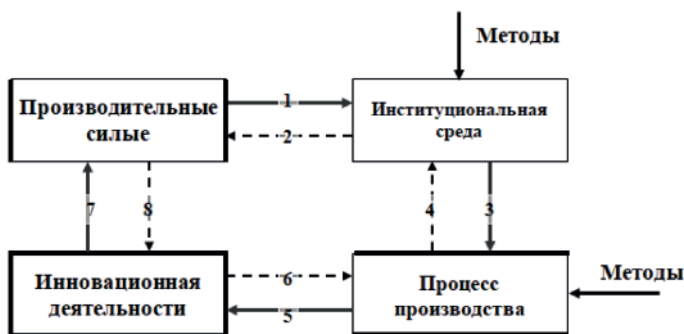 Методы
Производительные
силые
1
Институциональная
среда
2
7
8
4
3
Инновационная
деятельности
6
5
Процесс
производства
Методы